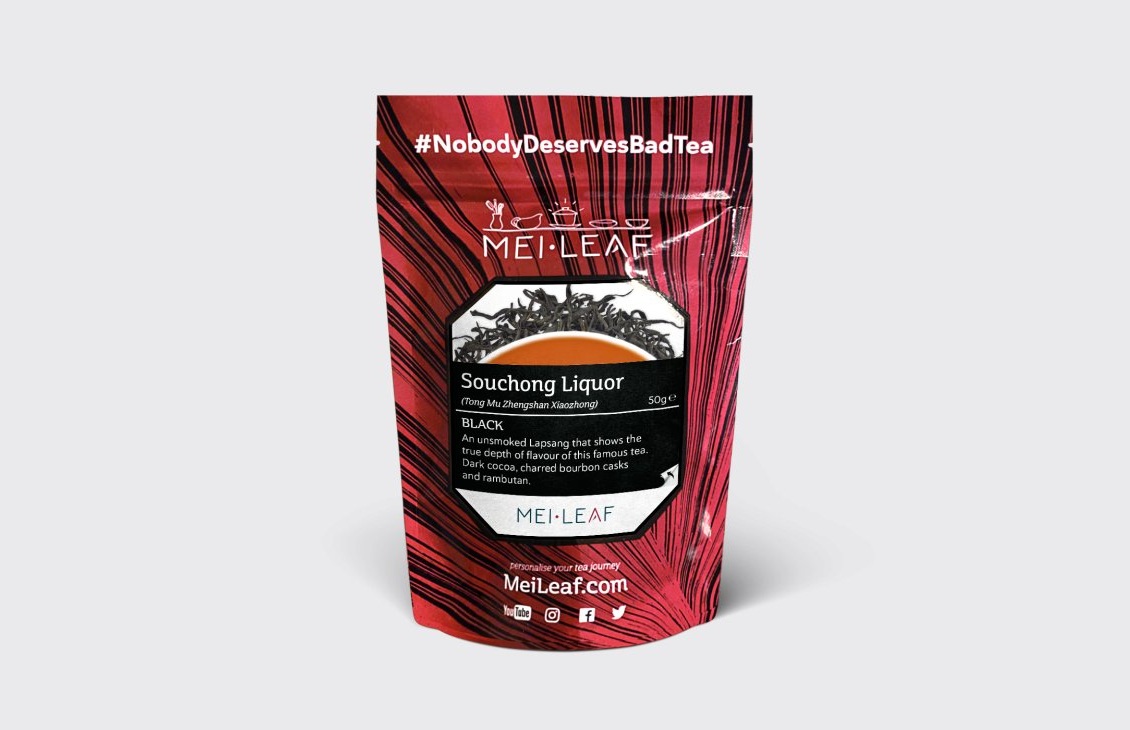 #NobodyDeservesBadTea
MEI·LEAF
Souchong Liquor
(Tong Mu Zhengshan Xiaozhong)
50g ℮
BLACK
An unsmoked Lapsang that shows the
true depth of flavour of this famous tea.
Dark cocoa, charred bourbon casks
and rambutan.
MEI·LEAF
personalise your tea journey
MeiLeaf.com
YouTube